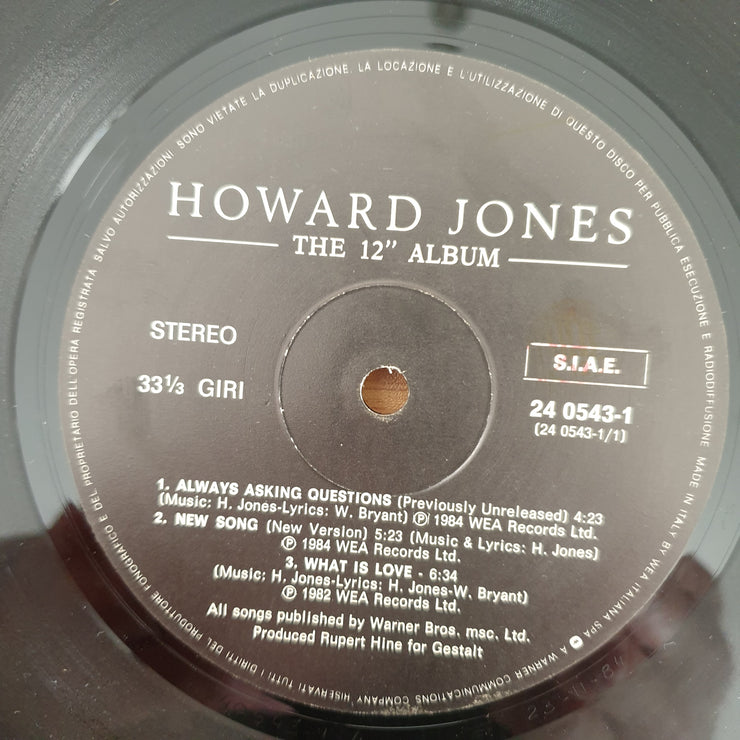 HOWARD JONES
THE 12" ALBUM
STEREO
33⅓ GIRI
S.I.A.E.
24 0543-1
(24 0543-1/1)
1. ALWAYS ASKING QUESTIONS (Previously Unreleased) 4:23
(Music: H. Jones-Lyrics: W. Bryant) Ⓟ 1984 WEA Records Ltd.
2. NEW SONG (New Version) 5:23 (Music & Lyrics: H. Jones)
Ⓟ 1984 WEA Records Ltd.
3. WHAT IS LOVE - 6:34
(Music: H. Jones-Lyrics: H. Jones-W. Bryant)
Ⓟ 1982 WEA Records Ltd.
All songs published by Warner Bros. msc. Ltd.
Produced Rupert Hine for Gestalt
HISERVATI TUTTI I DIRITTI DEL PRODUTTORE FONOGRAFICO E DEL PROPRIETARIO DELL'OPERA REGISTRATA SALVO AUTORIZZAZIONI. SONO VIETATE LA DUPLICAZIONE, LA LOCAZIONE E L'UTILIZZAZIONE DI QUESTO DISCO PER PUBBLICA ESECUZIONE E RADIODIFFUSIONE MADE IN ITALY BY WEA ITALIANA SPA A WARNER COMMUNICATIONS COMPANY
23-11-84